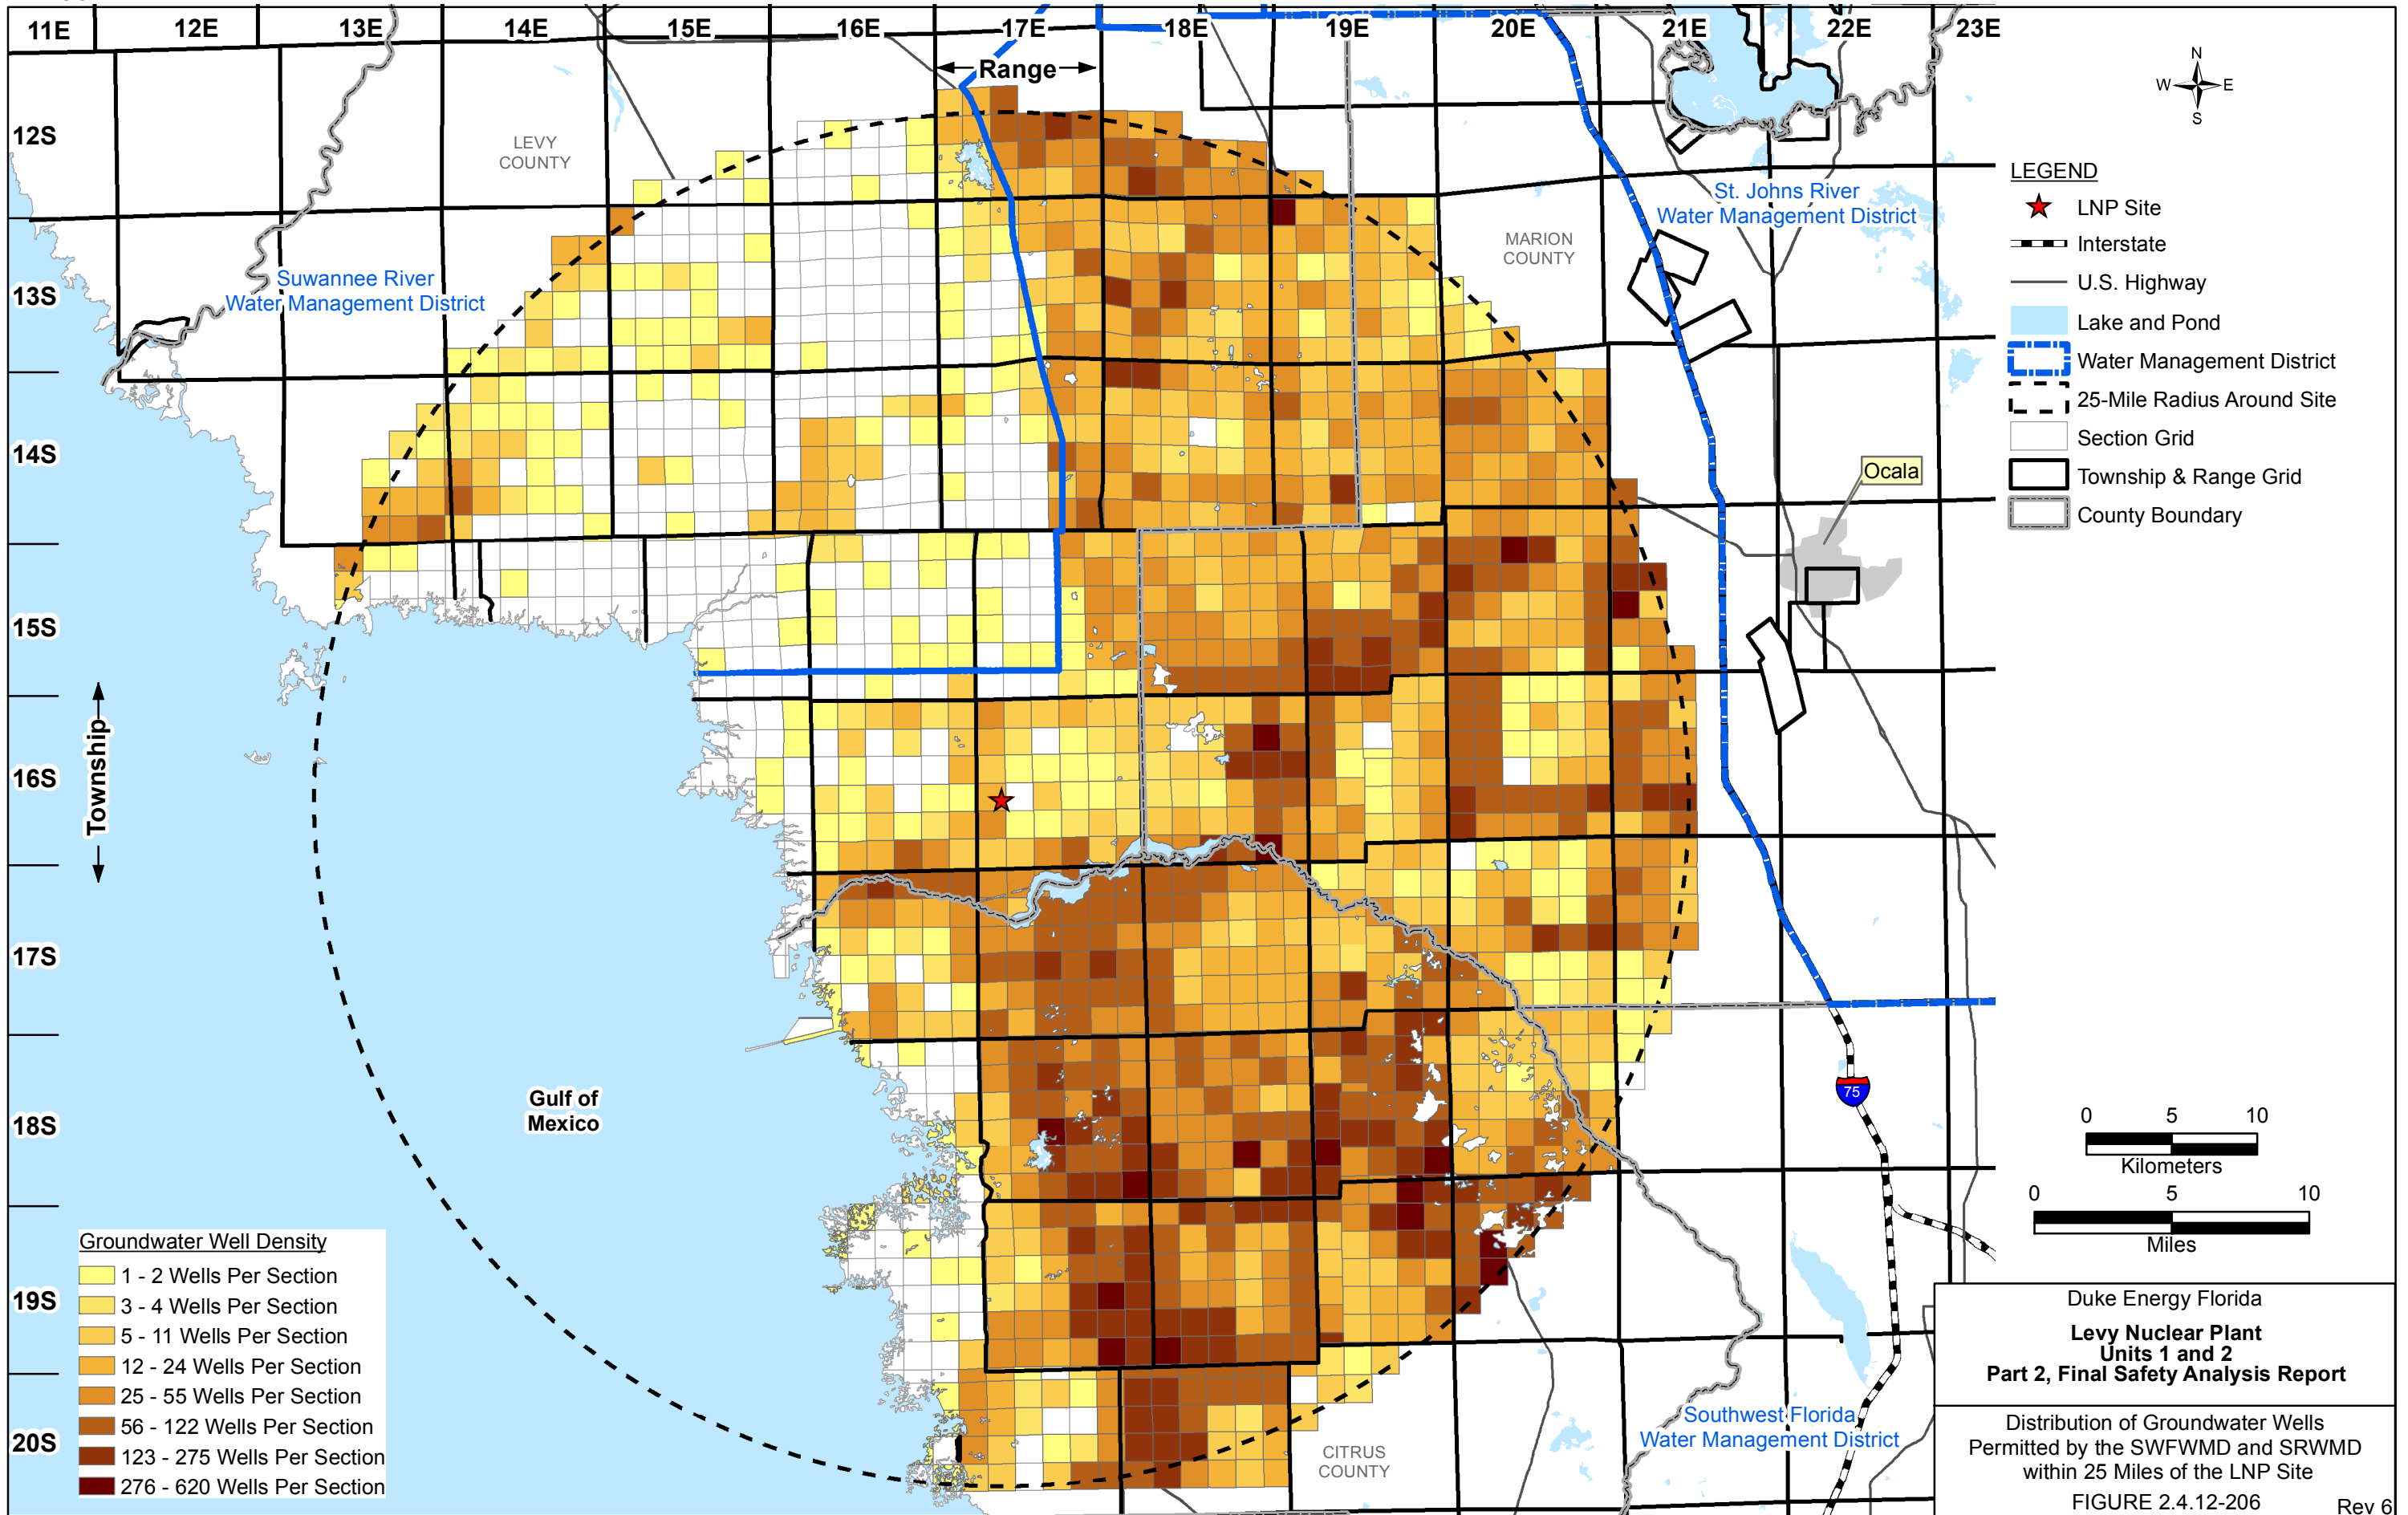 11E 12E 13E 14E 15E 16E 17E 18E 19E 20E 21E 22E 23E
Range
N
W E
S
12S
13S
14S
15S
16S
17S
18S
19S
20S
Township
LEVY
COUNTY
Suwannee River
Water Management District
MARION
COUNTY
St. Johns River
Water Management District
Ocala
Gulf of
Mexico
75
CITRUS
COUNTY
Southwest Florida
Water Management District
LEGEND
LNP Site
Interstate
U.S. Highway
Lake and Pond
Water Management District
25-Mile Radius Around Site
Section Grid
Township & Range Grid
County Boundary
0 5 10
Kilometers
0 5 10
Miles
Groundwater Well Density
1 - 2 Wells Per Section
3 - 4 Wells Per Section
5 - 11 Wells Per Section
12 - 24 Wells Per Section
25 - 55 Wells Per Section
56 - 122 Wells Per Section
123 - 275 Wells Per Section
276 - 620 Wells Per Section
Duke Energy Florida
Levy Nuclear Plant
Units 1 and 2
Part 2, Final Safety Analysis Report
Distribution of Groundwater Wells
Permitted by the SWFWMD and SRWMD
within 25 Miles of the LNP Site
FIGURE 2.4.12-206
Rev 6